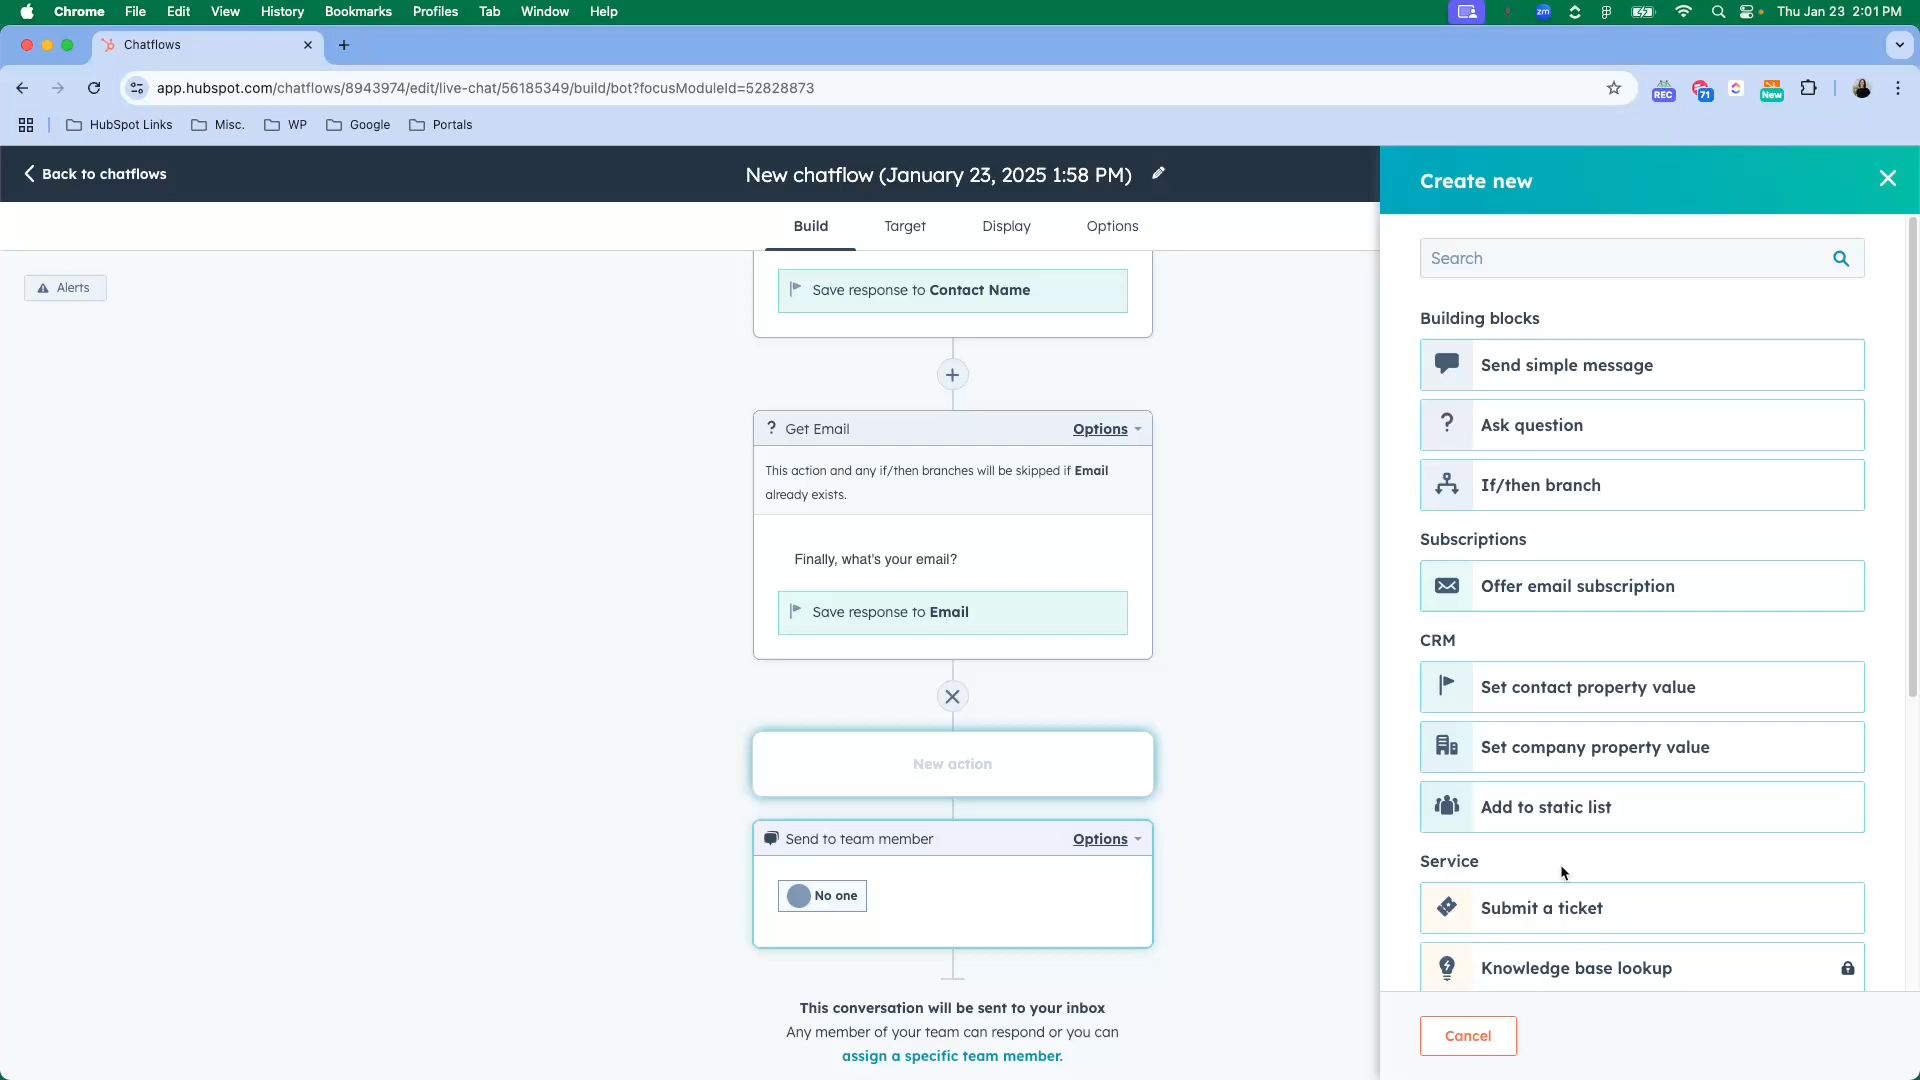 Chrome File Edit View History Bookmarks Profiles Tab Window Help zm Thu Jan 23 2:01 PM
Chatflows
app.hubspot.com/chatflows/8943974/edit/live-chat/56185349/build/bot?focusModuleId=52828873 REC 71 New
HubSpot Links Misc. WP Google Portals
Back to chatflows
New chatflow (January 23, 2025 1:58 PM)
Build Target Display Options
Alerts
Save response to Contact Name
? Get Email Options
This action and any if/then branches will be skipped if Email
already exists.
Finally, what's your email?
Save response to Email
New action
Send to team member Options
No one
This conversation will be sent to your inbox
Any member of your team can respond or you can
assign a specific team member.
Create new
Search
Building blocks
Send simple message
? Ask question
If/then branch
Subscriptions
Offer email subscription
CRM
Set contact property value
Set company property value
Add to static list
Service
Submit a ticket
Knowledge base lookup
Cancel